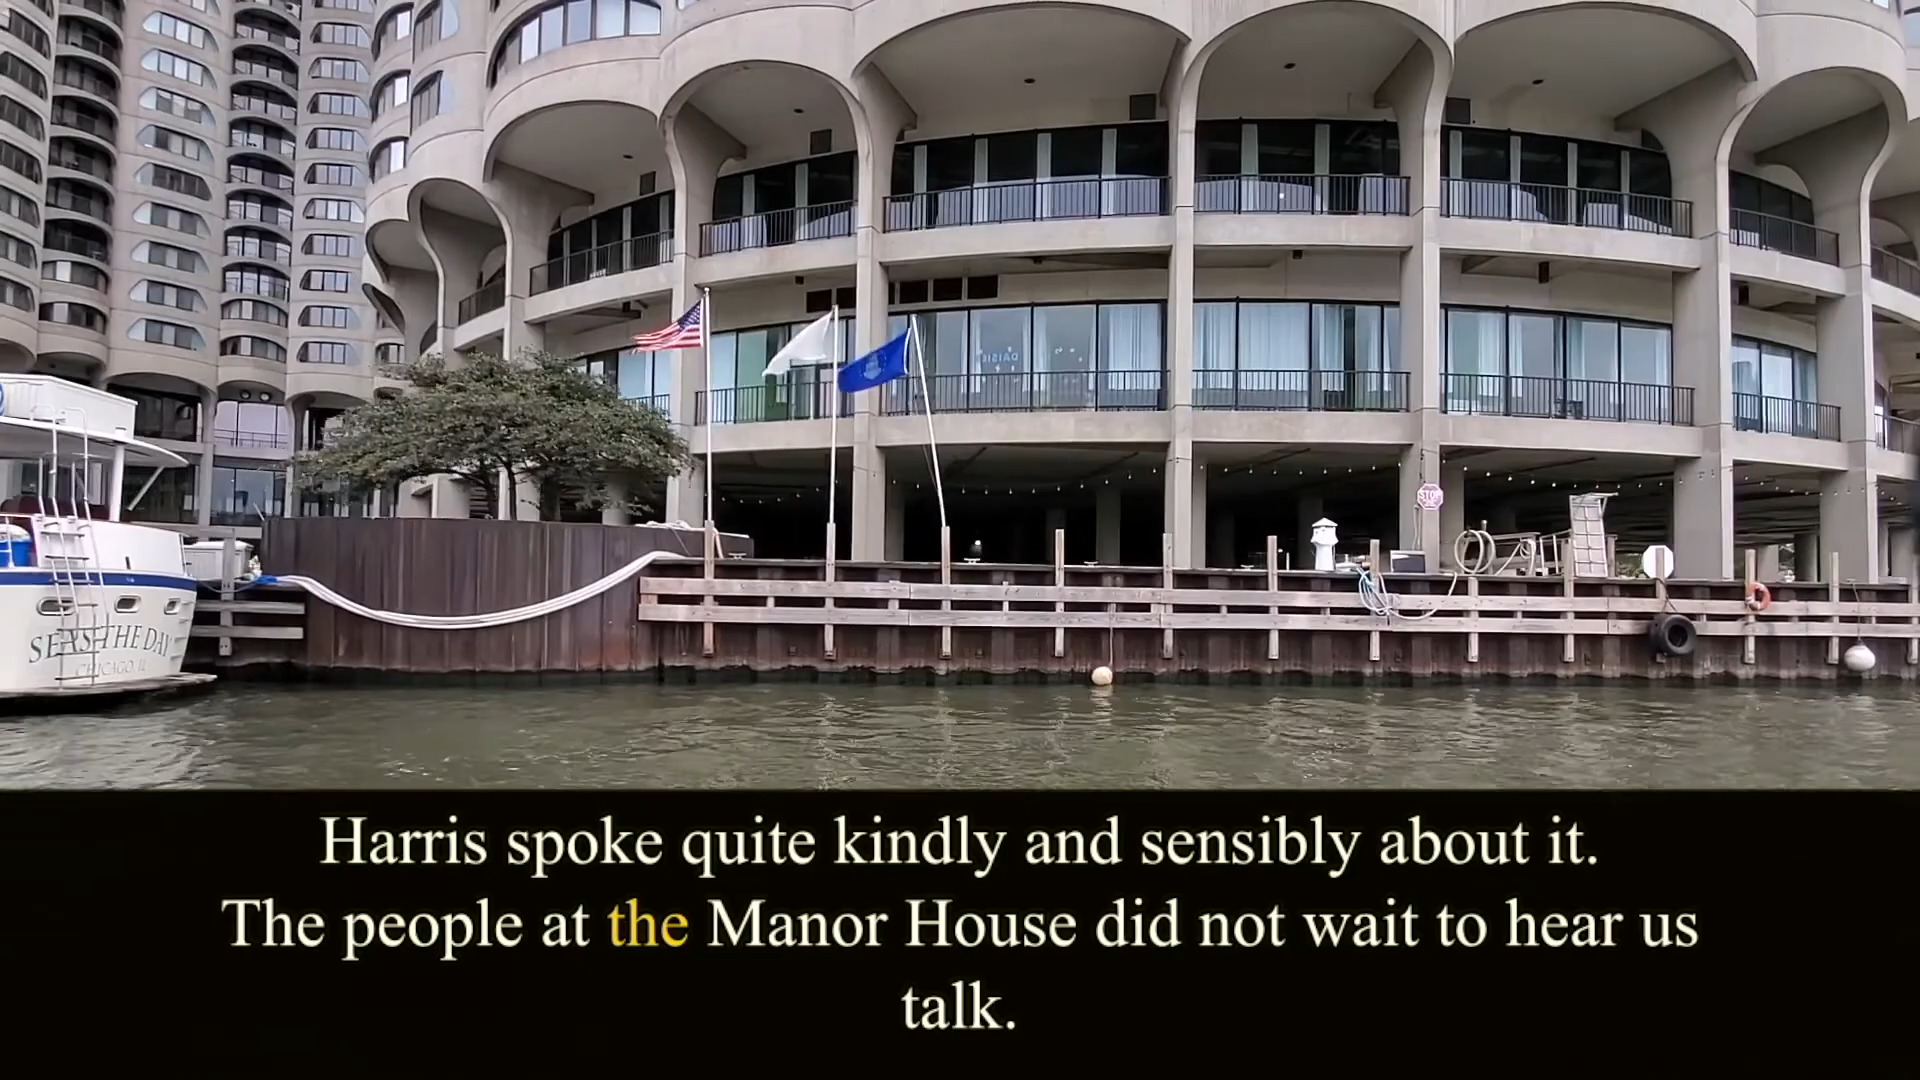 DAISIE
STOP
SEAS THE DAY
CHICAGO, IL
Harris spoke quite kindly and sensibly about it.
The people at the Manor House did not wait to hear us
talk.